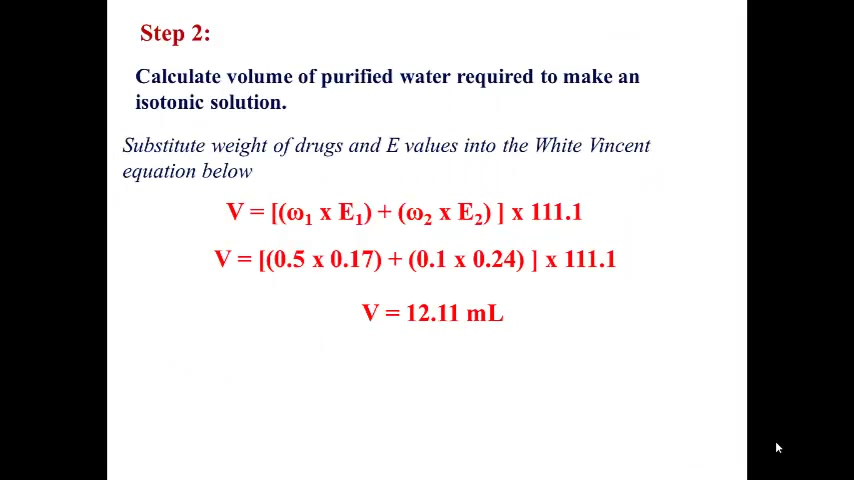 Step 2:
Calculate volume of purified water required to make an
isotonic solution.
Substitute weight of drugs and E values into the White Vincent
equation below
V = [(ω₁ x E₁) + (ω₂ x E₂) ] x 111.1
V = [(0.5 x 0.17) + (0.1 x 0.24) ] x 111.1
V = 12.11 mL